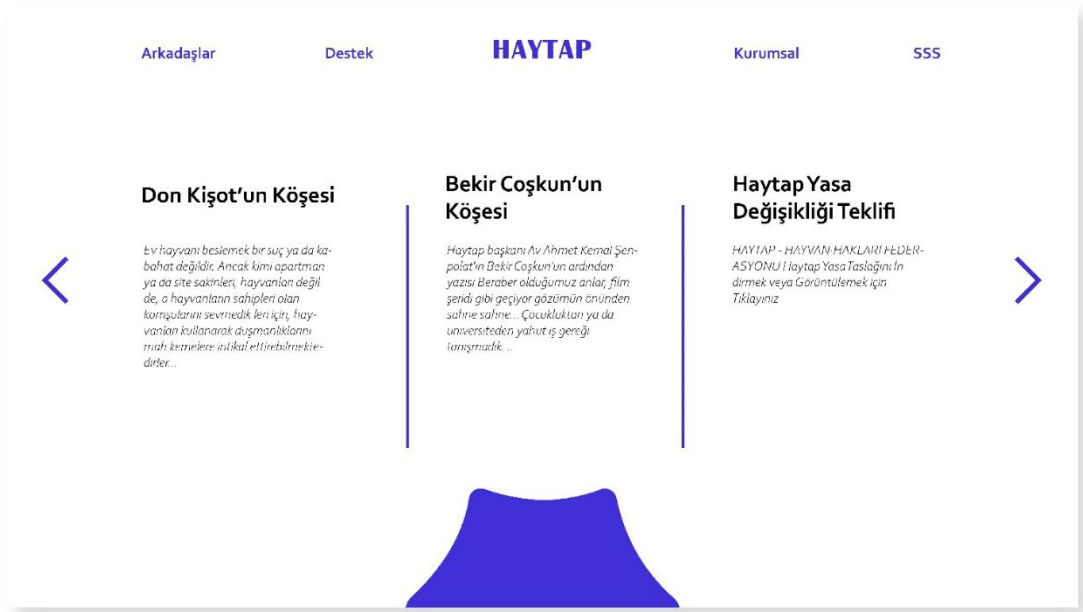 Arkadaşlar
Destek
HAYTAP
Kurumsal
SSS
Don Kişot'un Köşesi
Ev hayvanı beslemek bir suç ya da ka-
bahat değildir. Ancak kimi apartman
ya da site sakinleri, hayvanları değil
de, o hayvanların sahipleri olan
komşularını sevmedik leri için, hay-
vanları kullanarak düşmanlıklarını
mah kemelere intikal ettirebilmekte-
dirler...
Bekir Coşkun'un
Köşesi
Haytap başkanı Av Ahmet Kemal Şen-
polat'ın Bekir Coşkun'un ardından
yazısı Beraber olduğumuz anlar, film
şeridi gibi geçiyor gözümün önünden
sahne sahne... Çocukluktan ya da
üniversiteden yahut iş gereği
tanışmadık. ...
Haytap Yasa
Değişikliği Teklifi
HAYTAP - HAYVAN HAKLARI FEDER-
ASYONU Haytap Yasa Taslağını İn
dirmek veya Görüntülemek için
Tıklayınız